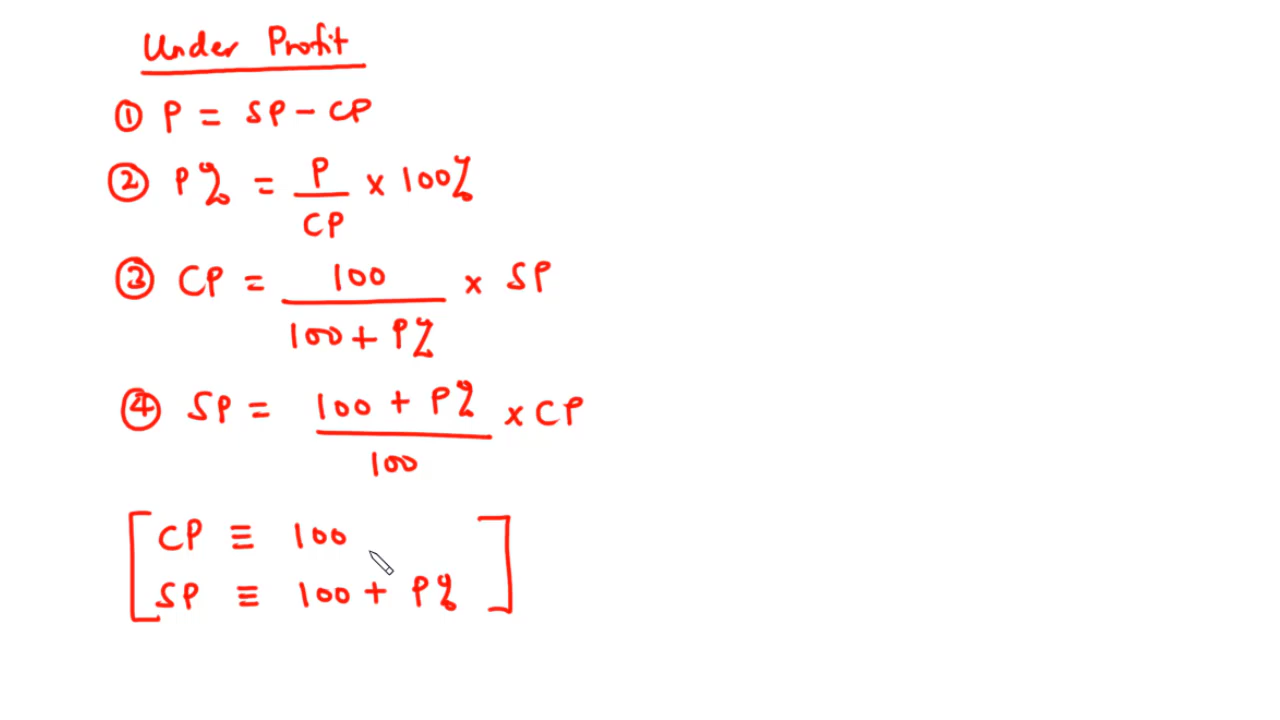 Under Profit
① P = SP - CP
② P% = P/CP x 100%
③ CP = 100/(100 + P%) x SP
④ SP = (100 + P%)/100 x CP
[CP ≡ 100
SP ≡ 100 + P%]